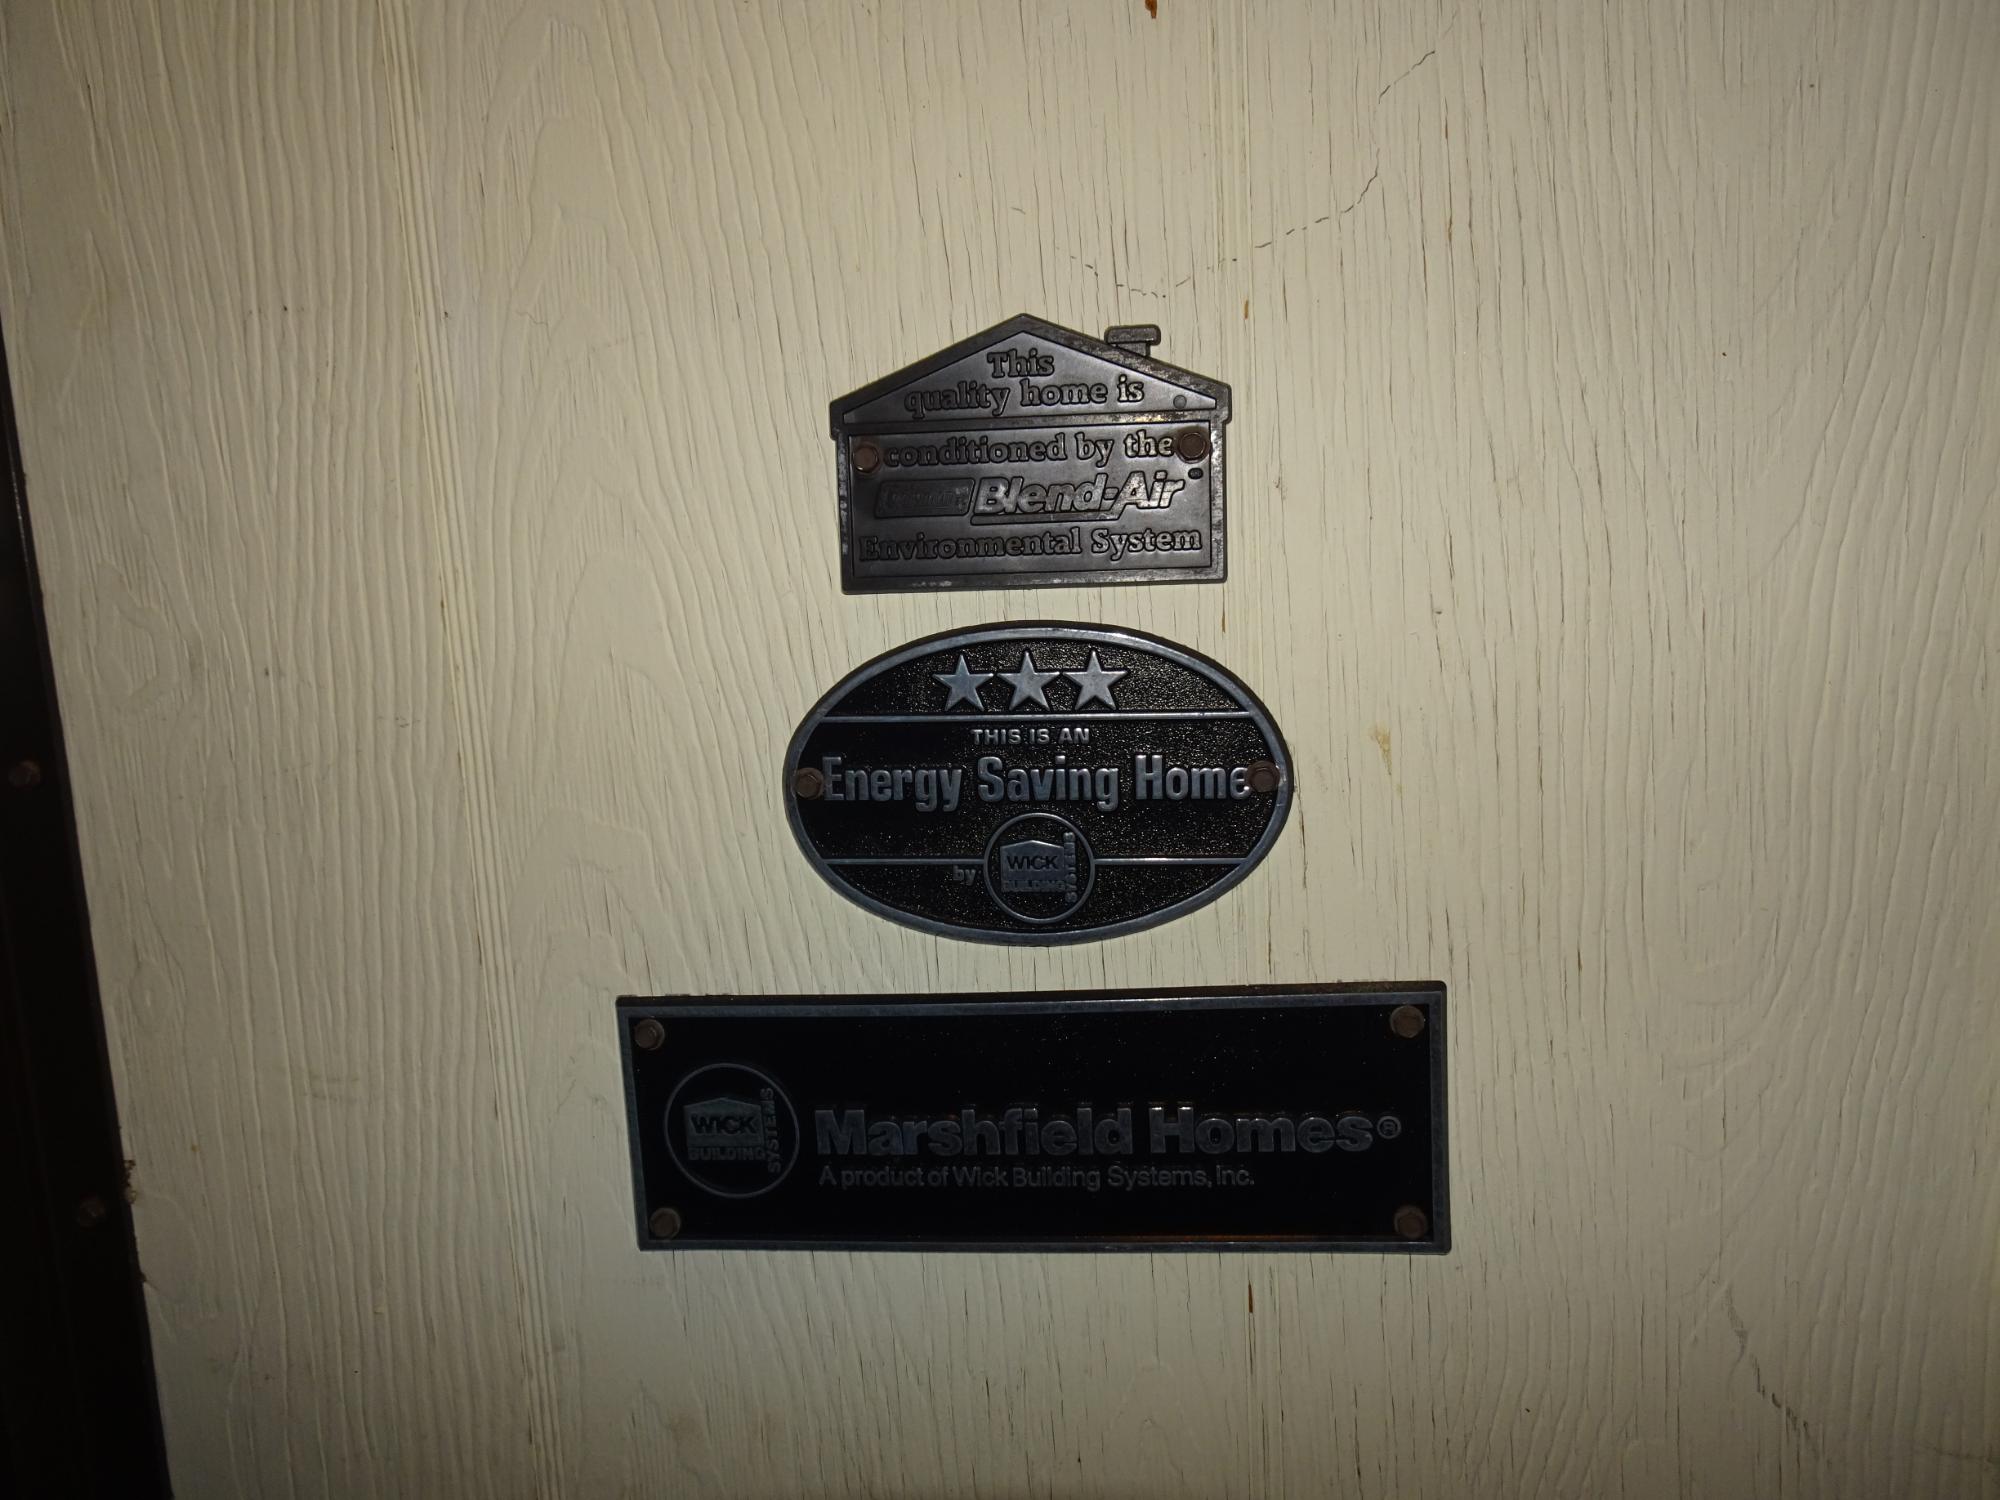 This
quality home is
conditioned by the
Blend-Air
Environmental System
THIS IS AN
Energy Saving Home
by
WICK
BUILDING
SYSTEMS
WICK
BUILDING
SYSTEMS
Marshfield Homes®
A product of Wick Building Systems, Inc.